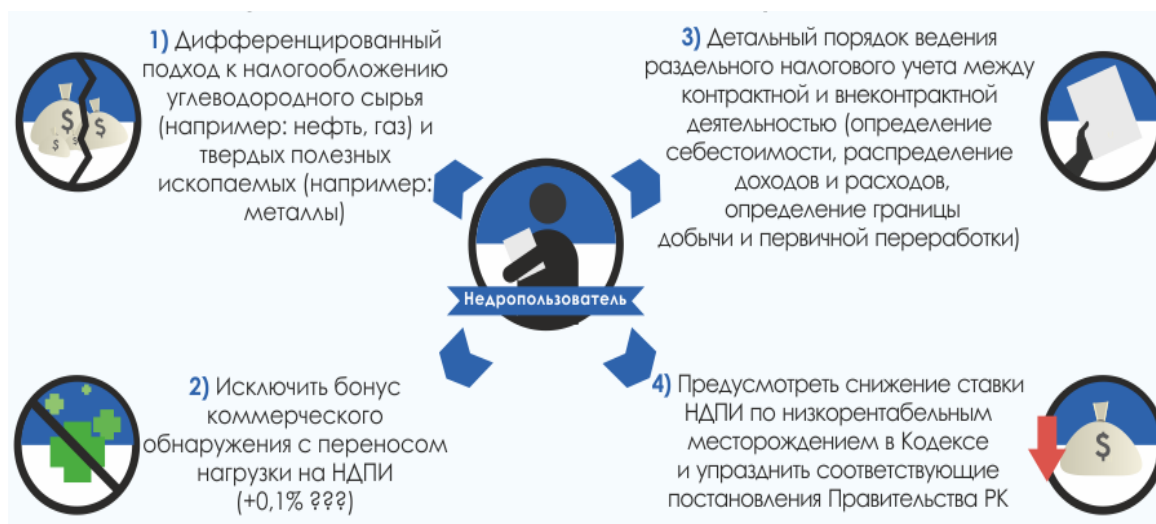 1) Дифференцированный
подход к налогообложению
углеводородного сырья
(например: нефть, газ) и
твердых полезных
ископаемых (например:
металлы)
2) Исключить бонус
коммерческого
обнаружения с переносом
нагрузки на НДПИ
(+0,1% ???)
Недропользователь
3) Детальный порядок ведения
раздельного налогового учета между
контрактной и внеконтрактной
деятельностью (определение
себестоимости, распределение
доходов и расходов,
определение границы
добычи и первичной переработки)
4) Предусмотреть снижение ставки
НДПИ по низкорентабельным
месторождением в Кодексе
и упразднить соответствующие
постановления Правительства РК
$
$
$
$
$